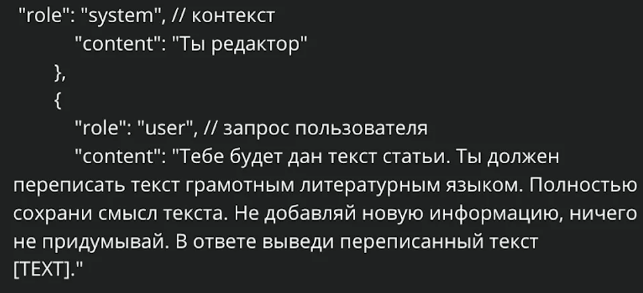 "role": "system", // контекст
"content": "Ты редактор"
},
{
"role": "user", // запрос пользователя
"content": "Тебе будет дан текст статьи. Ты должен
переписать текст грамотным литературным языком. Полностью
сохрани смысл текста. Не добавляй новую информацию, ничего
не придумывай. В ответе выведи переписанный текст
[TEXT]."